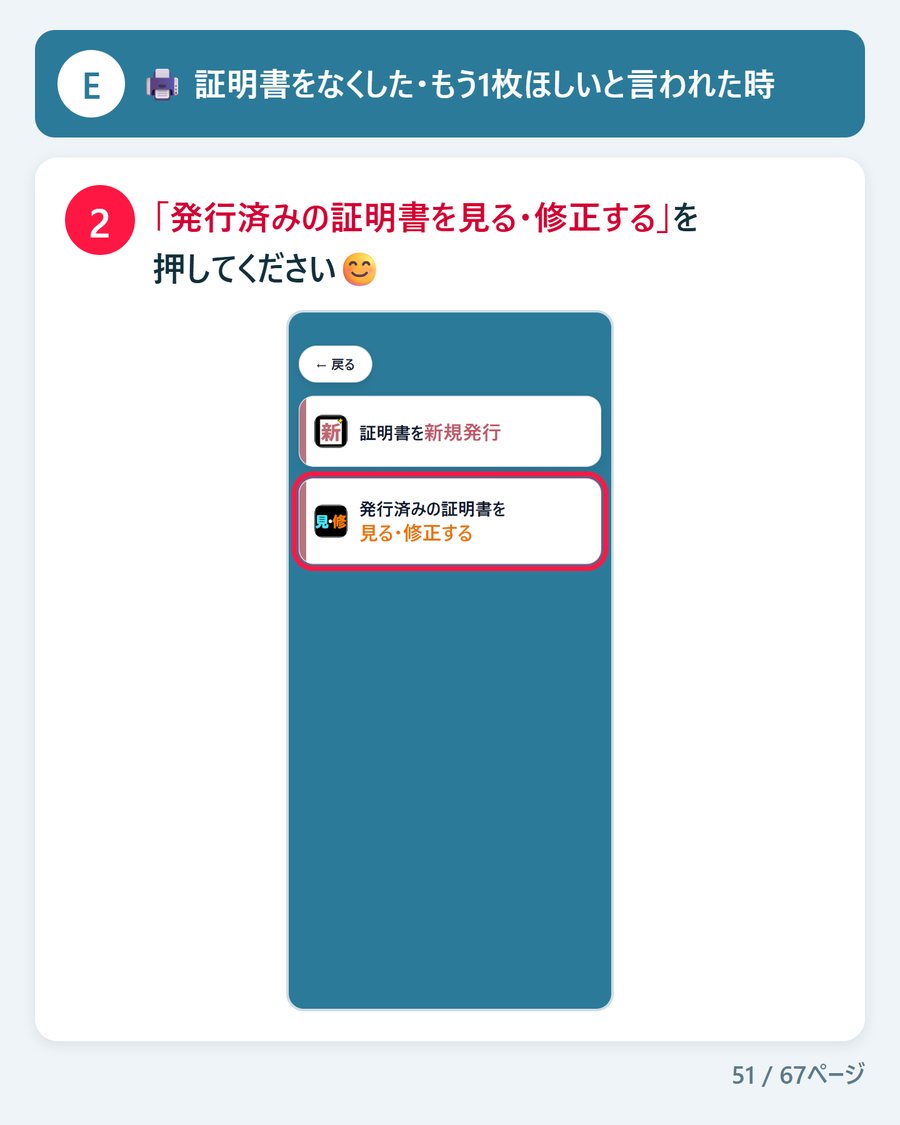 E 証明書をなくした・もう1枚ほしいと言われた時
2 「発行済みの証明書を見る・修正する」を
押してください
← 戻る
新 証明書を新規発行
発行済みの証明書を
見・修
見る・修正する
51 / 67ページ